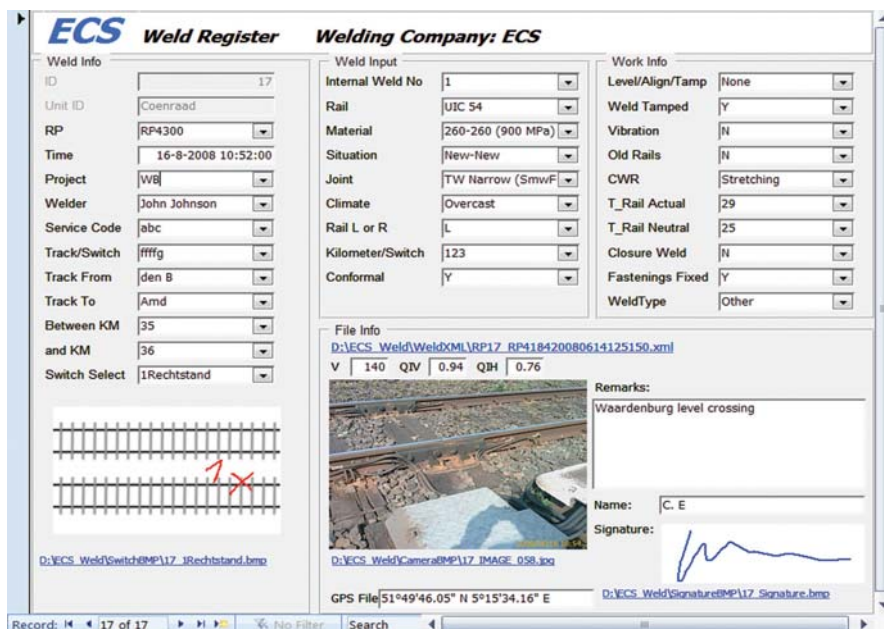 ECS Weld Register Welding Company: ECS
Weld Info
ID 17
Unit ID Coenraad
RP RP4300
Time 16-8-2008 10:52:00
Project WB
Welder John Johnson
Service Code abc
Track/Switch ffffg
Track From den B
Track To Amd
Between KM 35
and KM 36
Switch Select 1Rechtstand
1 X
D:\ECS_Weld\SwitchBMP\17_1Rechtstand.bmp
Weld Input
Internal Weld No 1
Rail UIC 54
Material 260-260 (900 MPa)
Situation New-New
Joint TW Narrow (SmwF
Climate Overcast
Rail L or R L
Kilometer/Switch 123
Conformal Y
Work Info
Level/Align/Tamp None
Weld Tamped Y
Vibration N
Old Rails N
CWR Stretching
T_Rail Actual 29
T_Rail Neutral 25
Closure Weld N
Fastenings Fixed Y
WeldType Other
File Info
D:\ECS_Weld\WeldXML\RP17_RP418420080614125150.xml
V 140 QIV 0.94 QIH 0.76
D:\ECS_Weld\CameraBMP\17_IMAGE_058.jpg
GPS File 51°49'46.05" N 5°15'34.16" E
Remarks:
Waardenburg level crossing
Name: C. E
Signature:
D:\ECS_Weld\SignatureBMP\17_Signature.bmp
Record: 17 of 17 No Filter Search